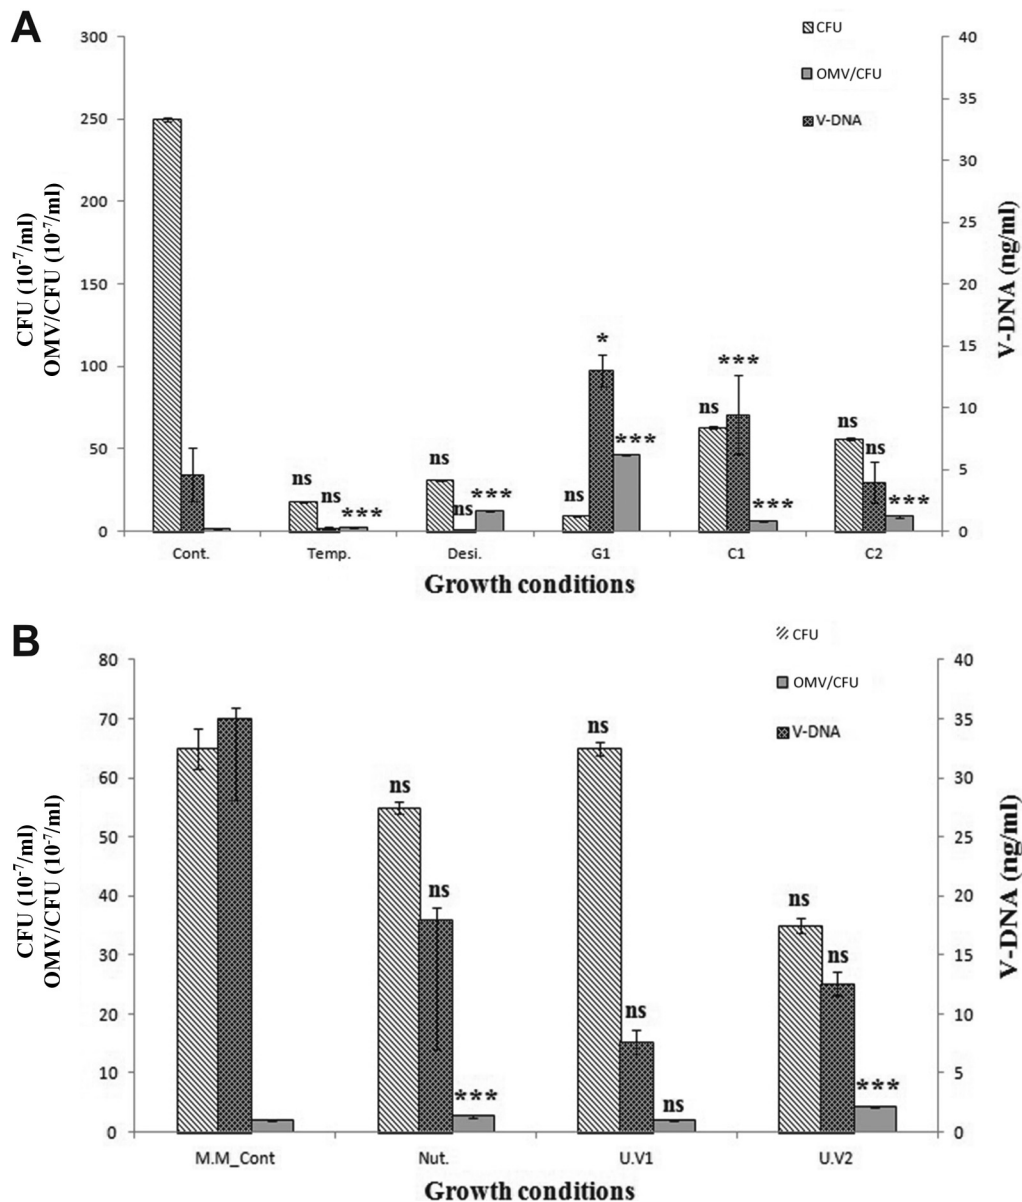 A
300
250
200
150
100
50
0
CFU (10⁻⁷/ml)
OMV/CFU (10⁻⁷/ml)
40
35
30
25
20
15
10
5
0
V-DNA (ng/ml)
CFU
OMV/CFU
V-DNA
ns ns ***
ns ns ***
ns * ***
ns *** ***
ns ns ***
Cont. Temp. Desi. G1 C1 C2
Growth conditions
B
80
70
60
50
40
30
20
10
0
CFU (10⁻⁷/ml)
OMV/CFU (10⁻⁷/ml)
40
35
30
25
20
15
10
5
0
V-DNA (ng/ml)
CFU
OMV/CFU
V-DNA
ns ns ***
ns ns ns
ns ns ***
M.M_Cont Nut. U.V1 U.V2
Growth conditions